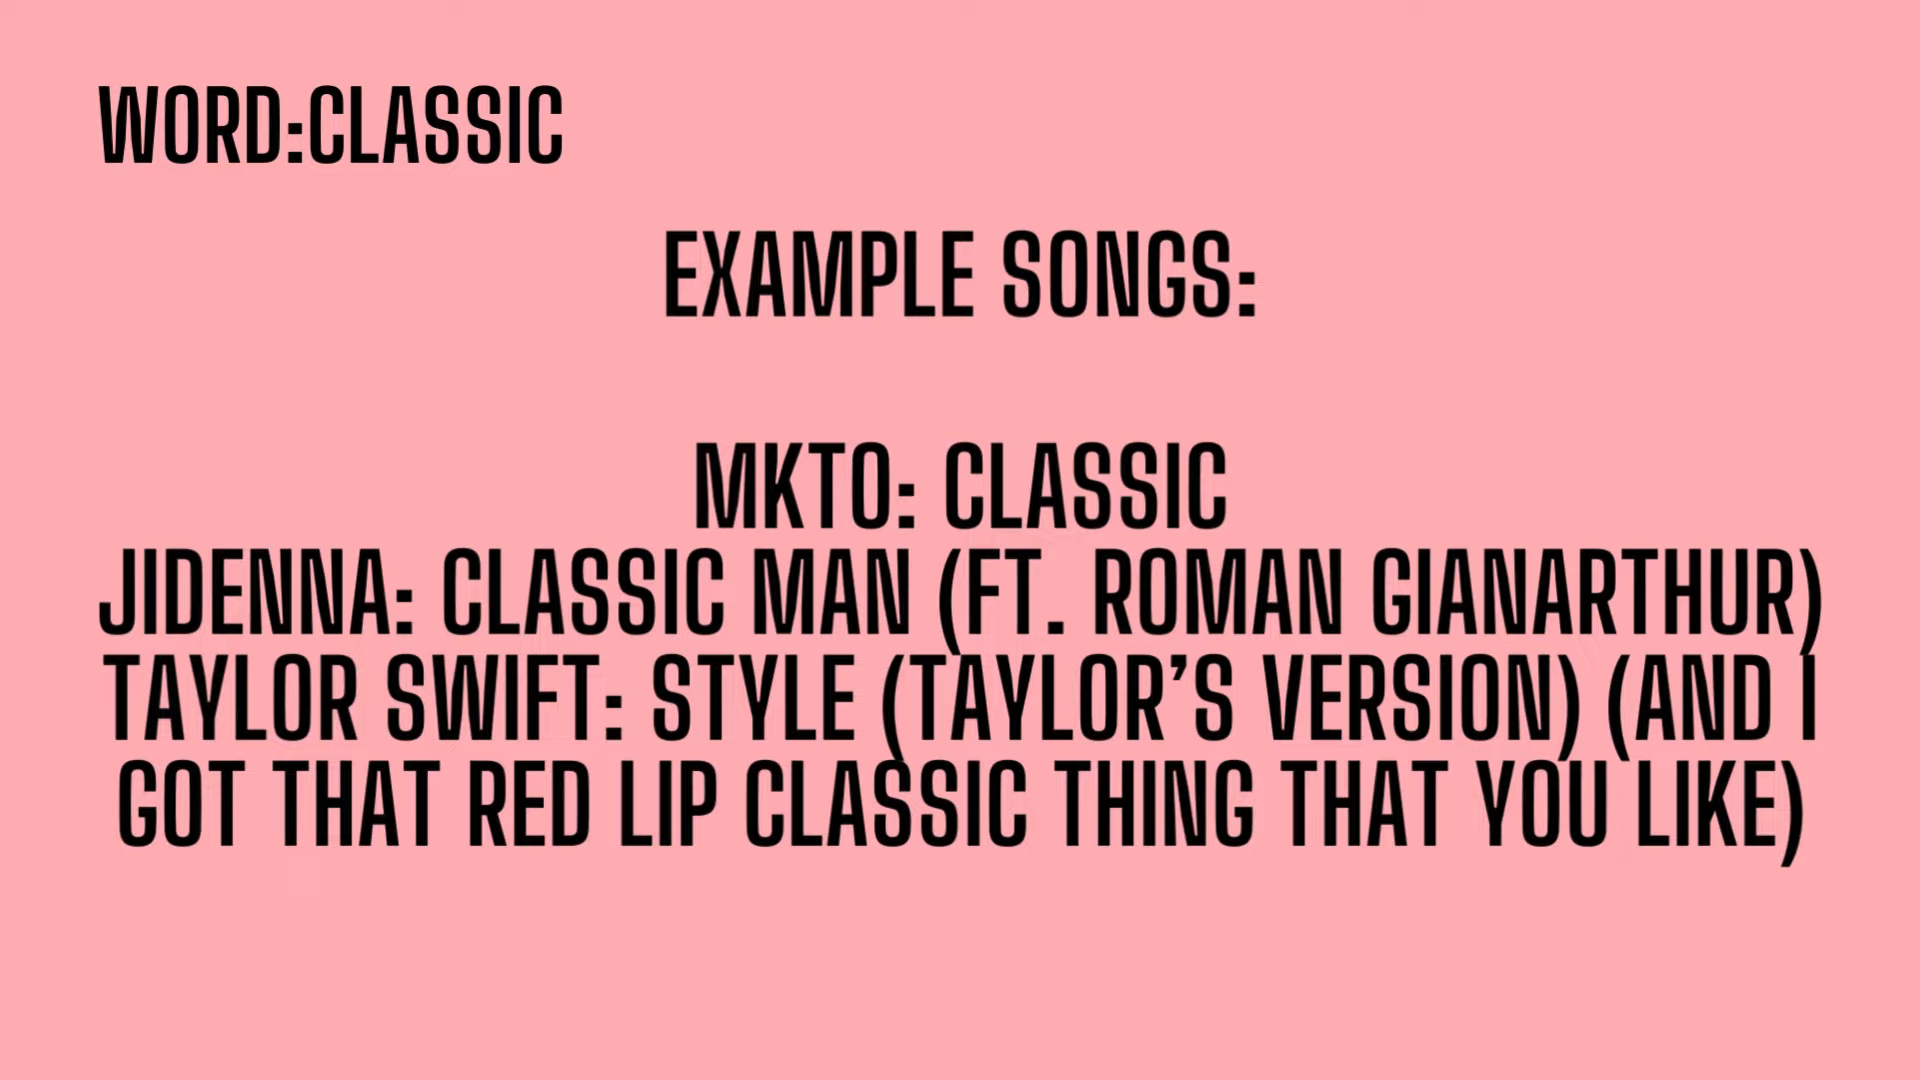 WORD:CLASSIC
EXAMPLE SONGS:
MKTO: CLASSIC
JIDENNA: CLASSIC MAN (FT. ROMAN GIANARTHUR)
TAYLOR SWIFT: STYLE (TAYLOR’S VERSION) (AND I
GOT THAT RED LIP CLASSIC THING THAT YOU LIKE)